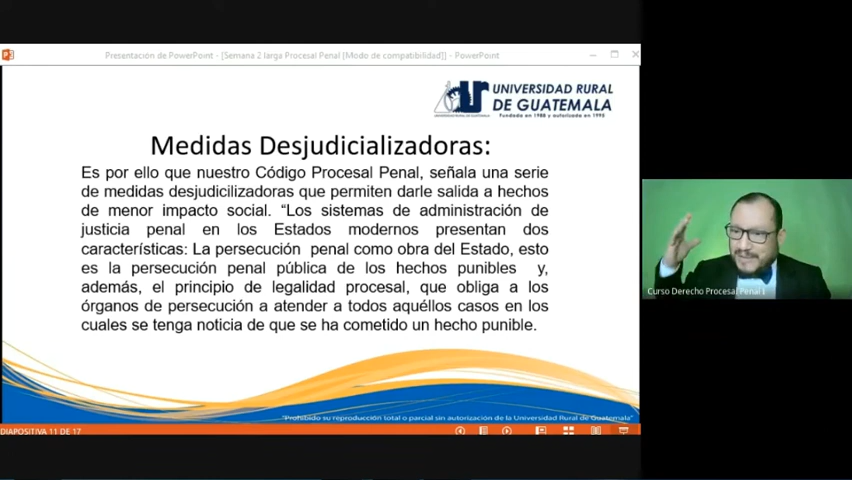 Presentación de PowerPoint - [Semana 2 larga Procesal Penal [Modo de compatibilidad]] - PowerPoint
UNIVERSIDAD RURAL
DE GUATEMALA
Fundada en 1988 y autorizada en 1995
Medidas Desjudicializadoras:
Es por ello que nuestro Código Procesal Penal, señala una serie
de medidas desjudicilizadoras que permiten darle salida a hechos
de menor impacto social. “Los sistemas de administración de
justicia penal en los Estados modernos presentan dos
características: La persecución penal como obra del Estado, esto
es la persecución penal pública de los hechos punibles y,
además, el principio de legalidad procesal, que obliga a los
órganos de persecución a atender a todos aquéllos casos en los
cuales se tenga noticia de que se ha cometido un hecho punible.
"Prohibido su reproducción total o parcial sin autorización de la Universidad Rural de Guatemala"
DIAPOSITIVA 11 DE 17
Curso Derecho Procesal Penal I